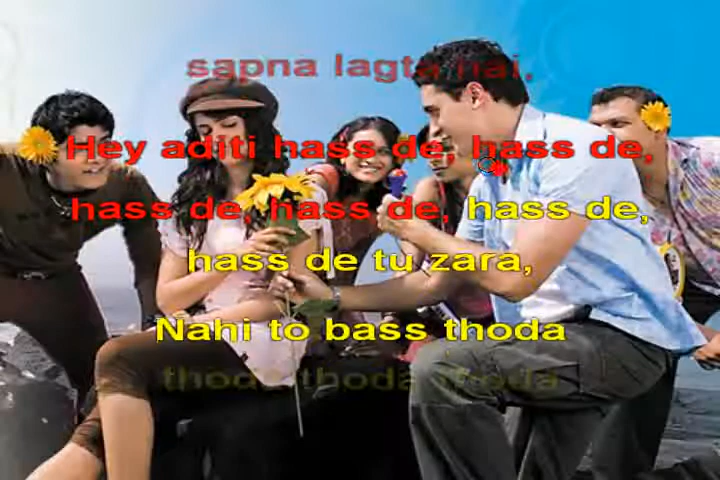 sapna lagta hai,
Hey aditi hass de, hass de,
hass de, hass de, hass de,
hass de tu zara,
Nahi to bass thoda
thoda thoda thoda